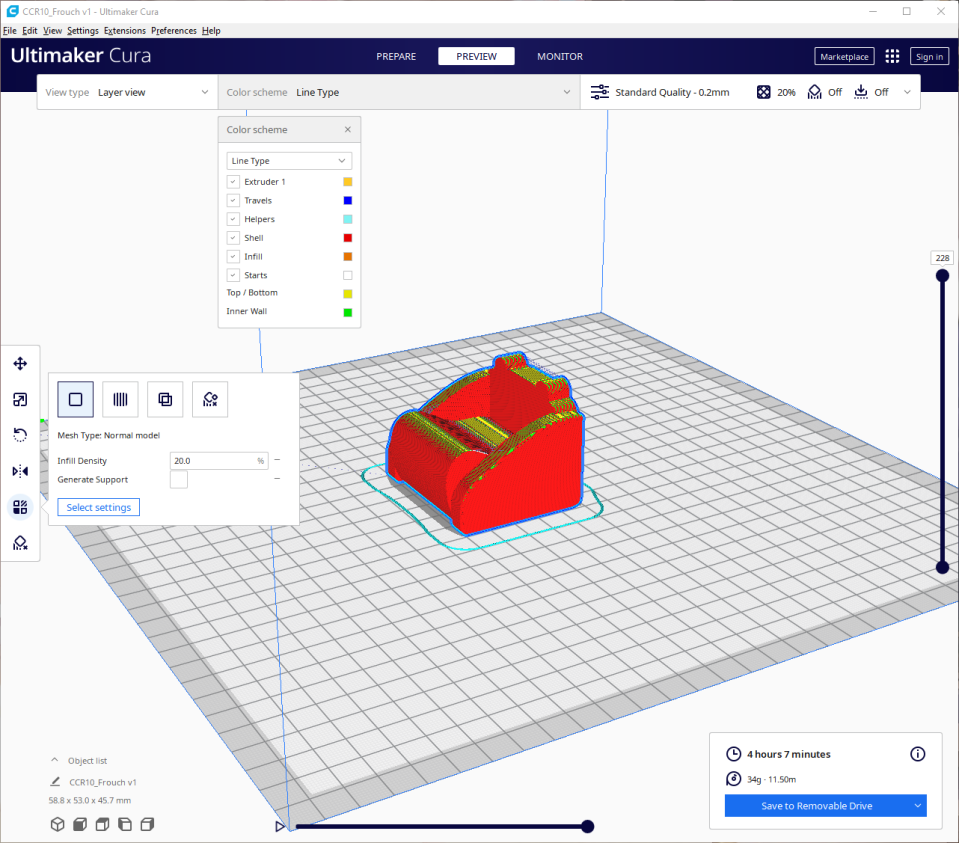 CCR10_Frouch v1 - Ultimaker Cura
File Edit View Settings Extensions Preferences Help
Ultimaker Cura
PREPARE
PREVIEW
MONITOR
Marketplace
Sign in
View type Layer view
Color scheme Line Type
Standard Quality - 0.2mm
20%
Off
Off
Color scheme
Line Type
Extruder 1
Travels
Helpers
Shell
Infill
Starts
Top / Bottom
Inner Wall
228
Mesh Type: Normal model
Infill Density 20.0 %
Generate Support
Select settings
Object list
CCR10_Frouch v1
58.8 x 53.0 x 45.7 mm
4 hours 7 minutes
34g · 11.50m
Save to Removable Drive